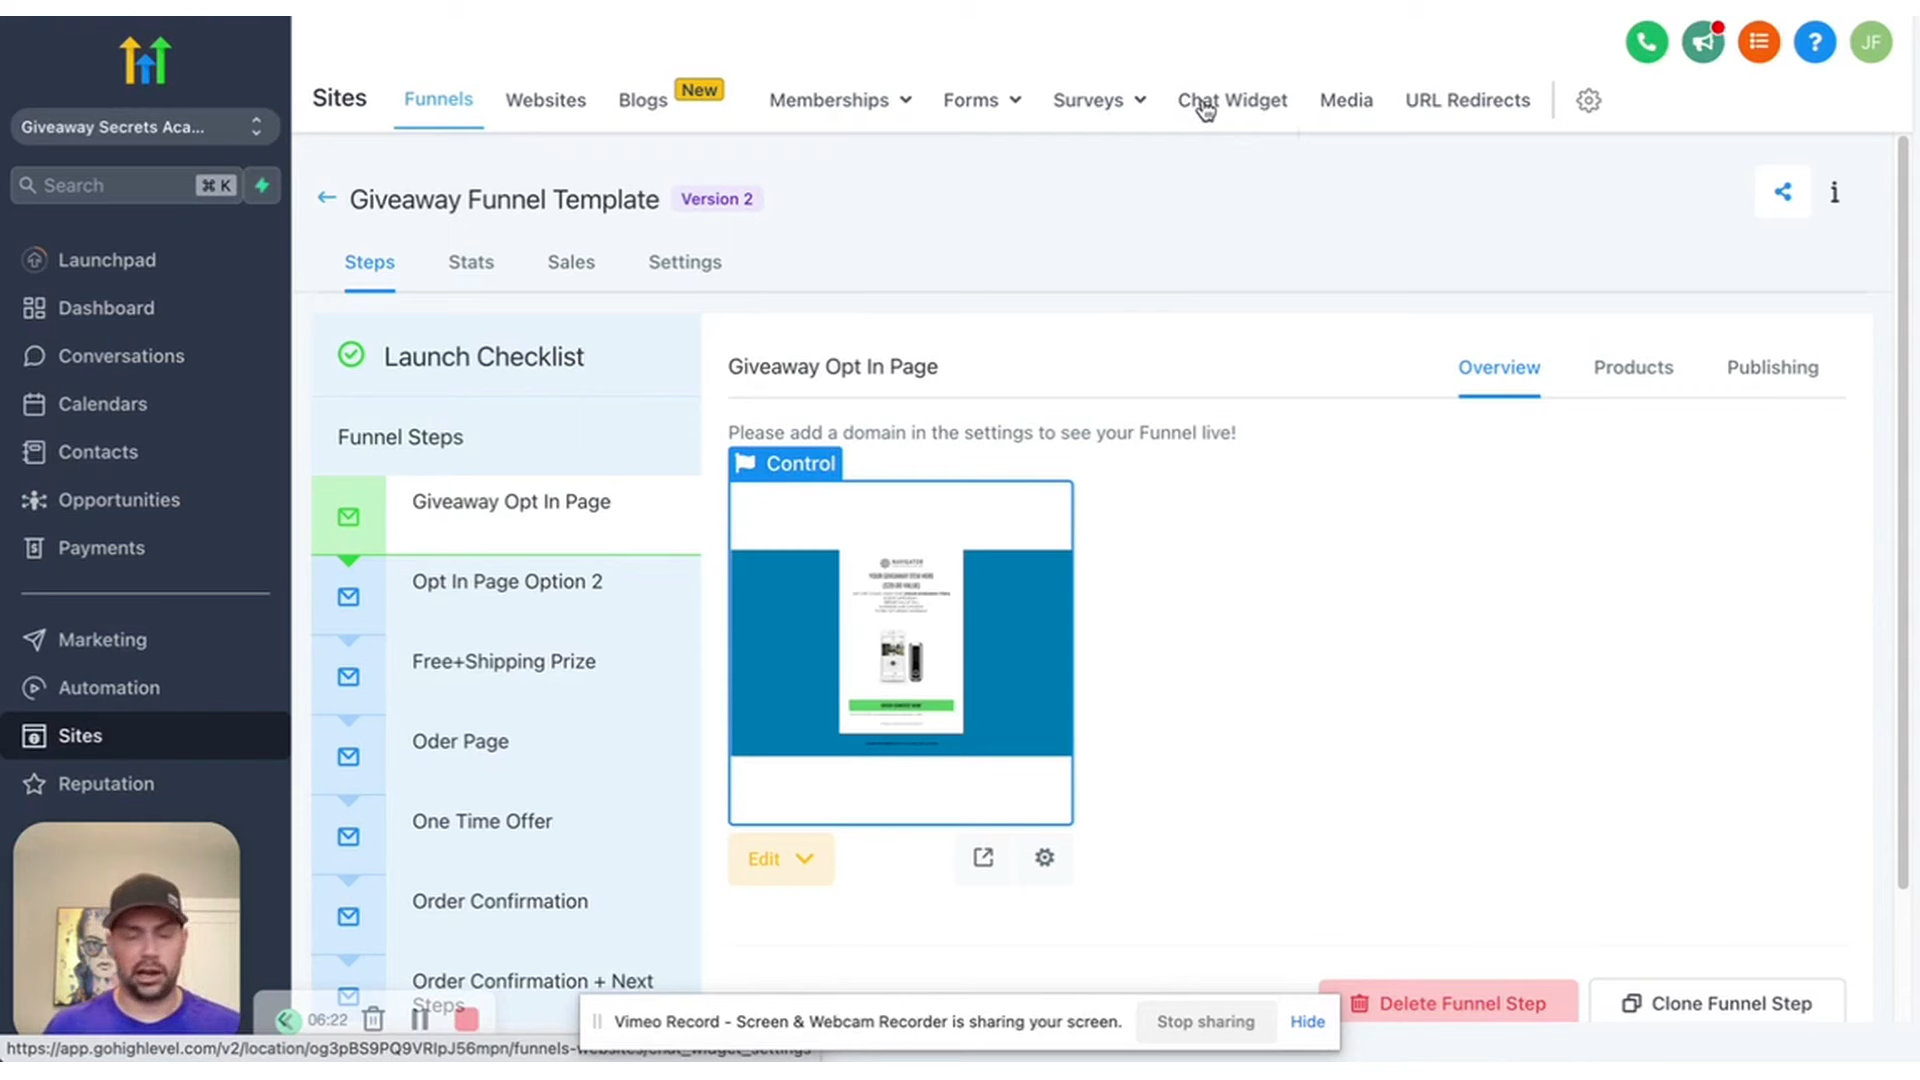 JF
Sites
Funnels
Websites
Blogs
New
Memberships
Forms
Surveys
Chat Widget
Media
URL Redirects
Giveaway Secrets Aca...
Search
⌘ K
Launchpad
Dashboard
Conversations
Calendars
Contacts
Opportunities
Payments
Marketing
Automation
Sites
Reputation
Giveaway Funnel Template
Version 2
Steps
Stats
Sales
Settings
Launch Checklist
Funnel Steps
Giveaway Opt In Page
Opt In Page Option 2
Free+Shipping Prize
Oder Page
One Time Offer
Order Confirmation
Order Confirmation + Next
Steps
Giveaway Opt In Page
Overview
Products
Publishing
Please add a domain in the settings to see your Funnel live!
Control
NAVIGATER
YOUR GIVEAWAY ITEM HERE
Edit
Delete Funnel Step
Clone Funnel Step
06:22
Vimeo Record - Screen & Webcam Recorder is sharing your screen.
Stop sharing
Hide